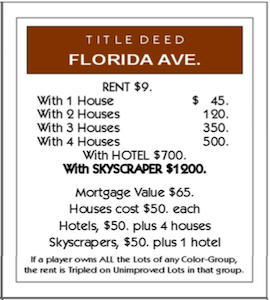 TITLE DEED
FLORIDA AVE.
RENT $9.
With 1 House $ 45.
With 2 Houses 120.
With 3 Houses 350.
With 4 Houses 500.
With HOTEL $700.
With SKYSCRAPER $1200.
Mortgage Value $65.
Houses cost $50. each
Hotels, $50. plus 4 houses
Skyscrapers, $50. plus 1 hotel
If a player owns ALL the Lots of any Color-Group,
the rent is Tripled on Unimproved Lots in that group.